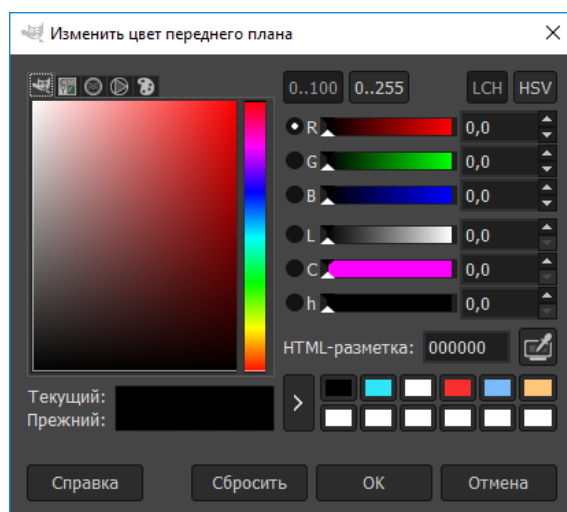 Изменить цвет переднего плана
0..100 0..255 LCH HSV
R 0,0
G 0,0
B 0,0
L 0,0
C 0,0
h 0,0
HTML-разметка: 000000
Текущий:
Прежний:
Справка Сбросить OK Отмена